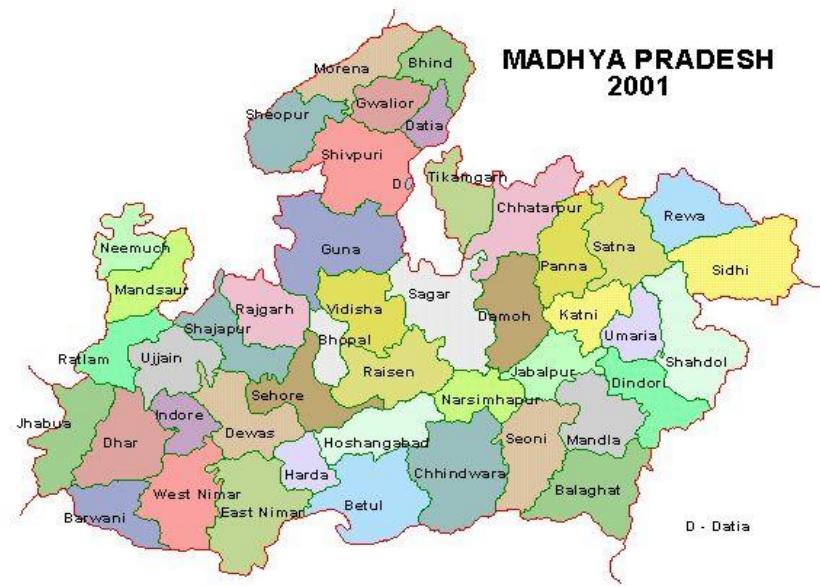 MADHYA PRADESH
2001
Morena
Bhind
Gwalior
Sheopur
Datia
Shivpuri
D
Tikamgarh
Chhatarpur
Rewa
Neemuch
Guna
Panna
Satna
Sidhi
Mandsaur
Rajgarh
Vidisha
Sagar
Damoh
Katni
Shajapur
Bhopal
Umaria
Ratlam
Ujjain
Raisen
Jabalpur
Shahdol
Dindori
Sehore
Narsimhapur
Jhabua
Indore
Dhar
Dewas
Hoshangabad
Seoni
Mandla
Harda
Chhindwara
West Nimar
Balaghat
Barwani
East Nimar
Betul
D - Datia